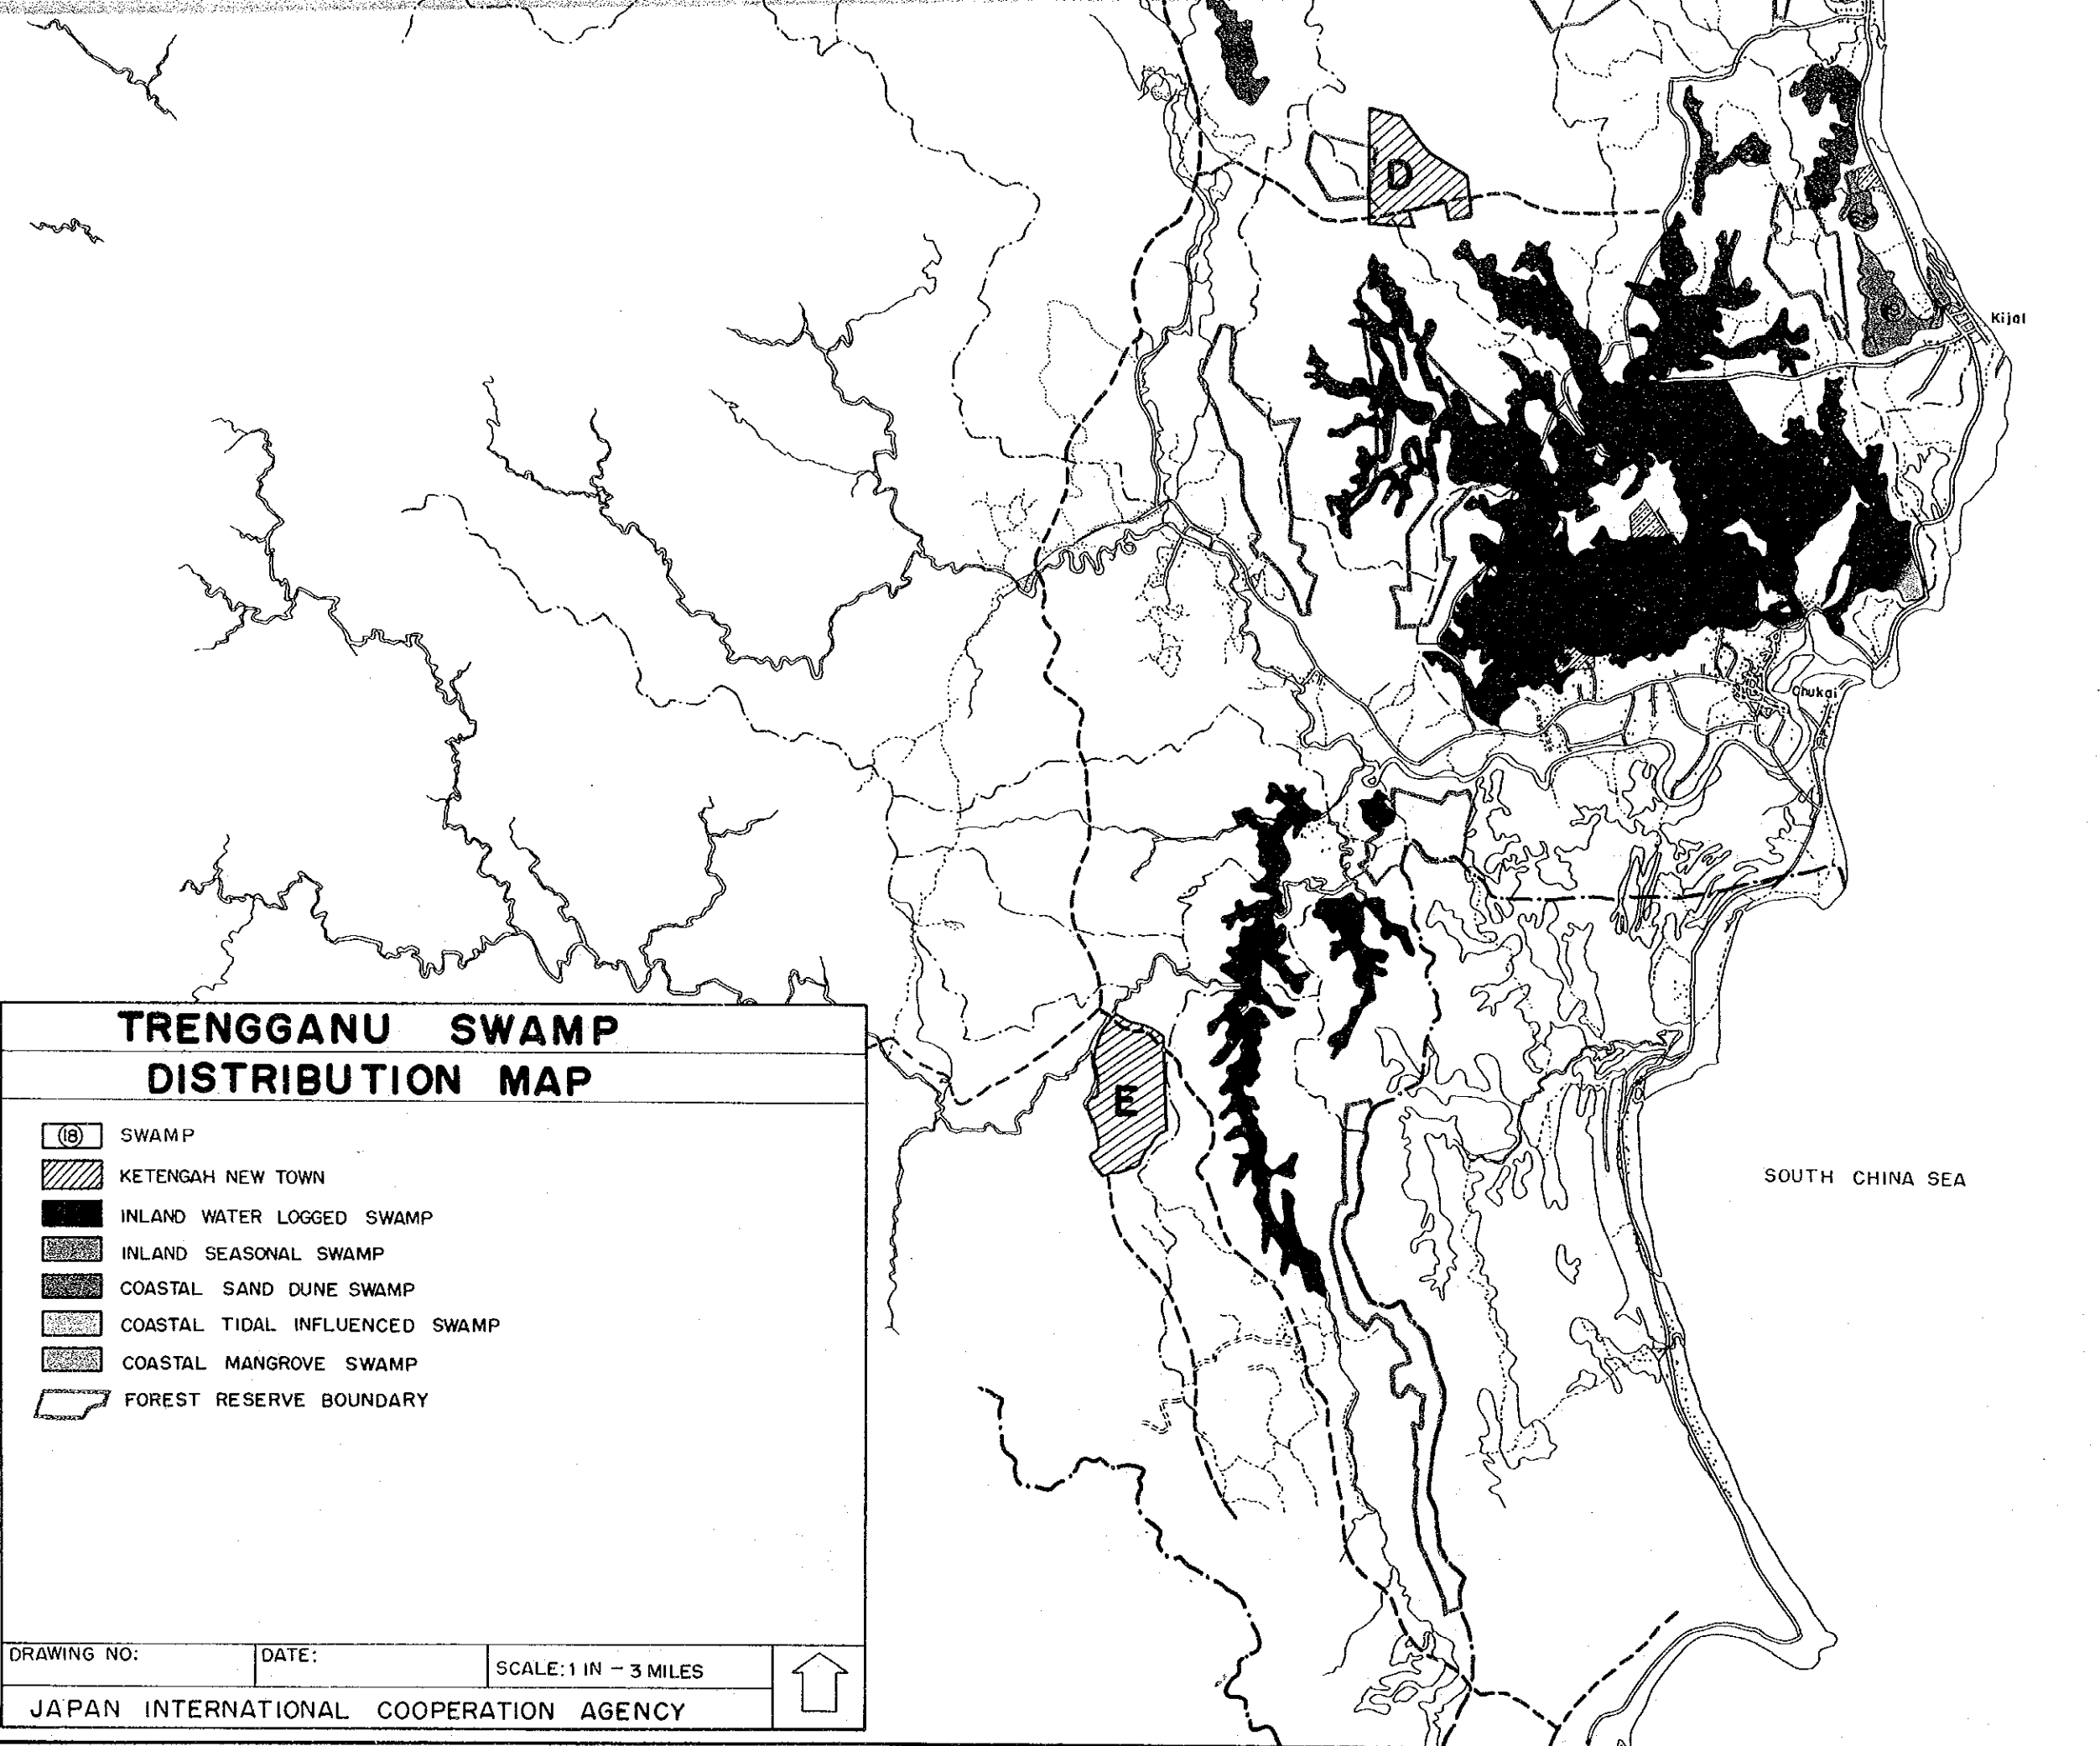 D
Kijal
Chukai
E
SOUTH CHINA SEA
TRENGGANU SWAMP
DISTRIBUTION MAP
18 SWAMP
KETENGAH NEW TOWN
INLAND WATER LOGGED SWAMP
INLAND SEASONAL SWAMP
COASTAL SAND DUNE SWAMP
COASTAL TIDAL INFLUENCED SWAMP
COASTAL MANGROVE SWAMP
FOREST RESERVE BOUNDARY
DRAWING NO:
DATE:
SCALE: 1 IN - 3 MILES
JAPAN INTERNATIONAL COOPERATION AGENCY